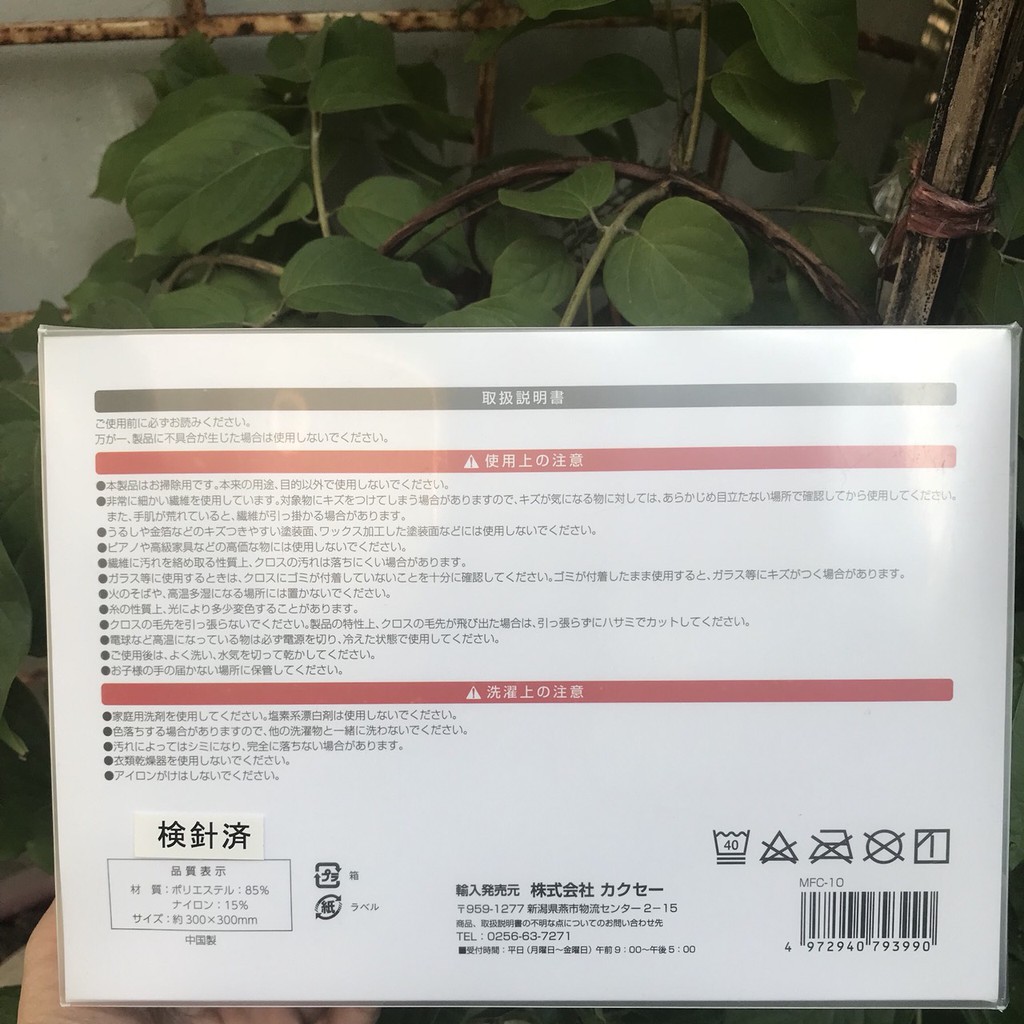 取扱説明書
ご使用前に必ずお読みください。
万が一、製品に不具合が生じた場合は使用しないでください。
使用上の注意
●本製品はお掃除用です。本来の用途、目的以外で使用しないでください。
●非常に細かい繊維を使用しています。対象物にキズをつけてしまう場合がありますので、キズが気になる物に対しては、あらかじめ目立たない場所で確認してから使用してください。
また、手肌が荒れていると、繊維が引っ掛かる場合があります。
●うるしや金箔などのキズつきやすい塗装面、ワックス加工した塗装面などには使用しないでください。
●ピアノや高級家具などの高価な物には使用しないでください。
●繊維に汚れを絡め取る性質上、クロスの汚れは落ちにくい場合があります。
●ガラス等に使用するときは、クロスにゴミが付着していないことを十分に確認してください。ゴミが付着したまま使用すると、ガラス等にキズがつく場合があります。
●火のそばや、高温多湿になる場所には置かないでください。
●糸の性質上、光により多少変色することがあります。
●クロスの毛先を引っ張らないでください。製品の特性上、クロスの毛先が飛び出た場合は、引っ張らずにハサミでカットしてください。
●電球など高温になっている物は必ず電源を切り、冷えた状態で使用してください。
●ご使用後は、よく洗い、水気を切って乾かしてください。
●お子様の手の届かない場所に保管してください。
洗濯上の注意
●家庭用洗剤を使用してください。塩素系漂白剤は使用しないでください。
●色落ちする場合がありますので、他の洗濯物と一緒に洗わないでください。
●汚れによってはシミになり、完全に落ちない場合があります。
●衣類乾燥器を使用しないでください。
●アイロンがけはしないでください。
検針済
品質表示
材 質：ポリエステル：85%
ナイロン：15%
サイズ：約300×300mm
中国製
プラ 箱
紙 ラベル
輸入発売元 株式会社 カクセー
〒959-1277 新潟県燕市物流センター 2－15
商品、取扱説明書の不明な点についてのお問い合わせ先
TEL：0256-63-7271
■受付時間：平日（月曜日～金曜日）午前 9：00～午後 5：00
40
MFC-10
4 972940 793990